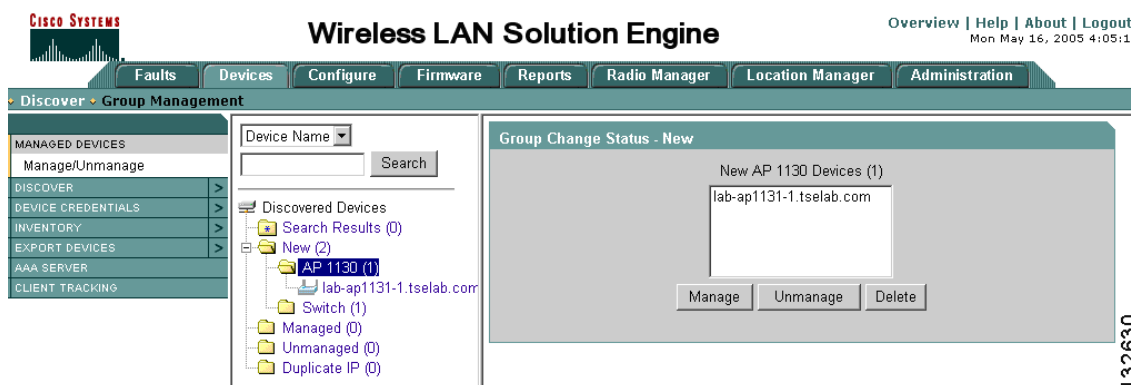 CISCO SYSTEMS
Wireless LAN Solution Engine
Overview | Help | About | Logout
Mon May 16, 2005 4:05:1
Faults Devices Configure Firmware Reports Radio Manager Location Manager Administration
Discover Group Management
MANAGED DEVICES
Manage/Unmanage
DISCOVER >
DEVICE CREDENTIALS >
INVENTORY >
EXPORT DEVICES >
AAA SERVER
CLIENT TRACKING
Device Name
Search
Discovered Devices
Search Results (0)
New (2)
AP 1130 (1)
lab-ap1131-1.tselab.com
Switch (1)
Managed (0)
Unmanaged (0)
Duplicate IP (0)
Group Change Status - New
New AP 1130 Devices (1)
lab-ap1131-1.tselab.com
Manage Unmanage Delete
132630